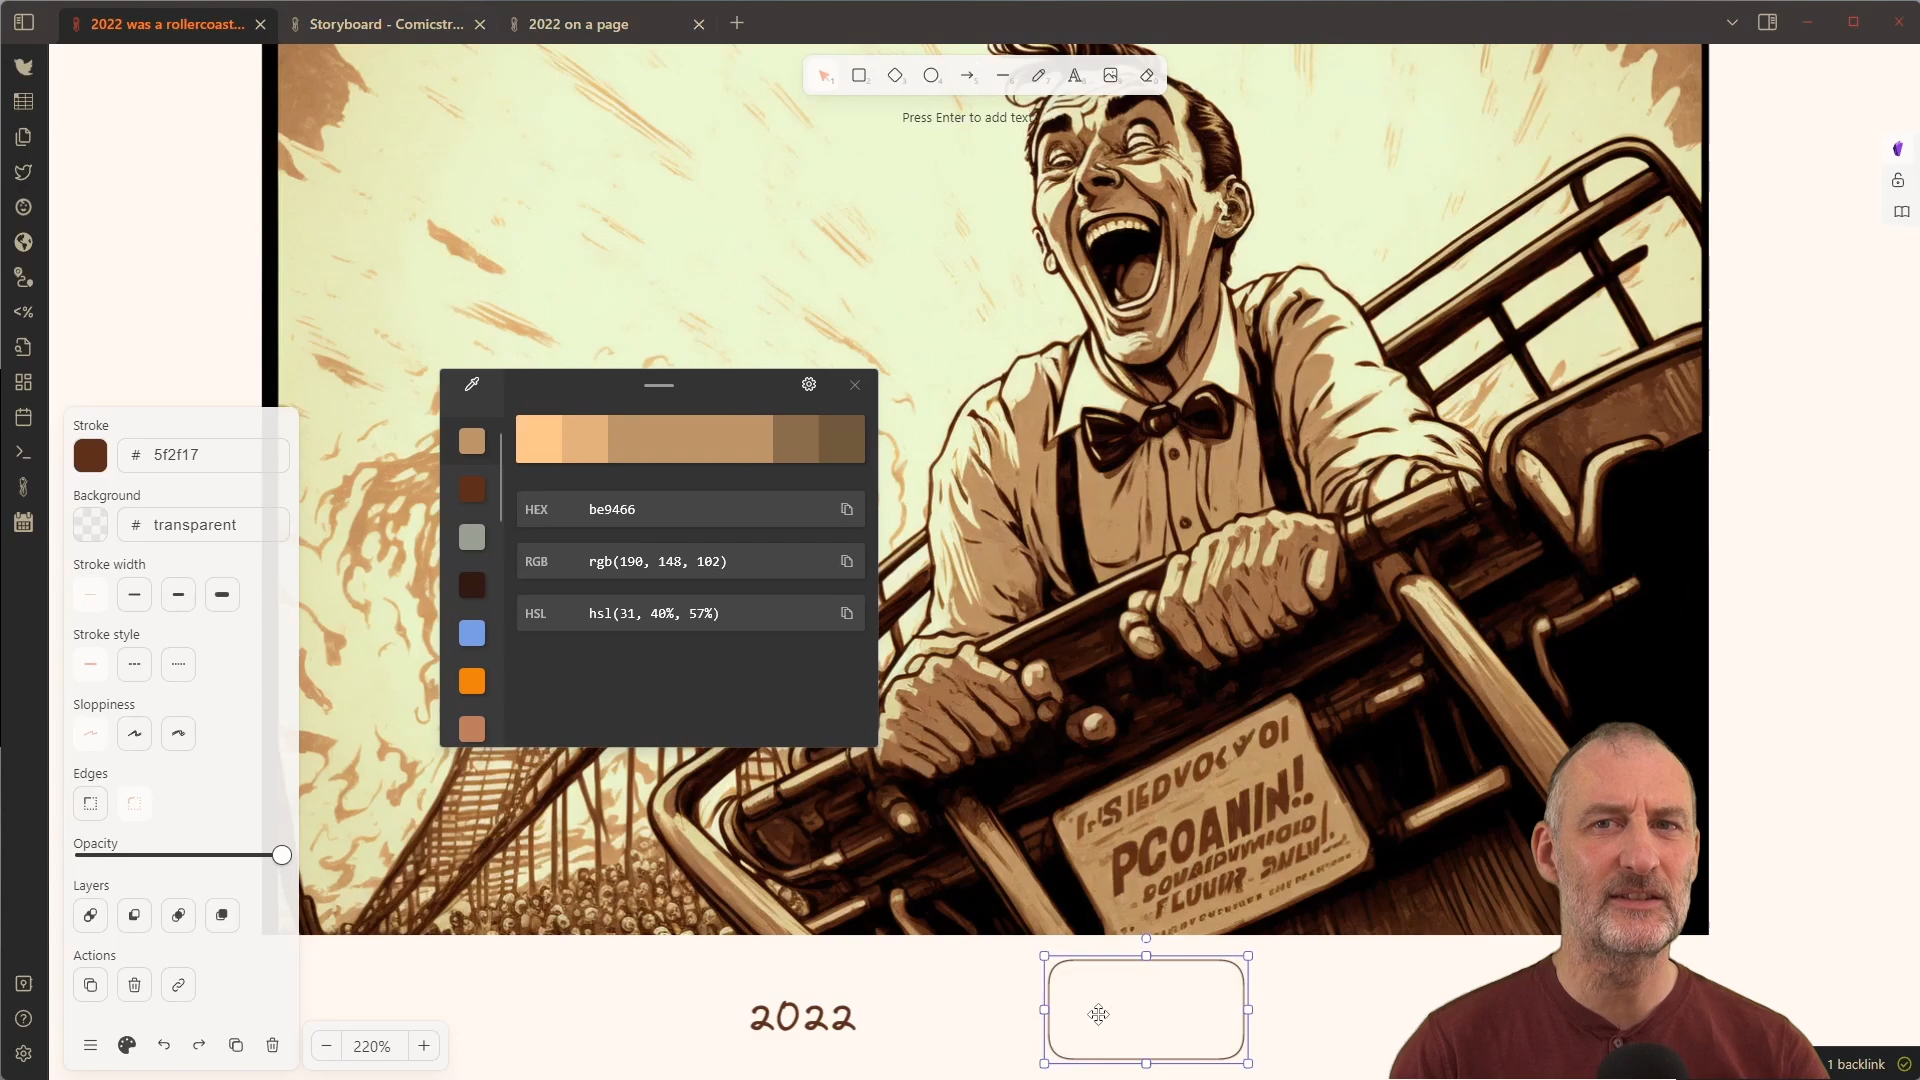 2022 was a rollercoast...
Storyboard - Comicstr...
2022 on a page
Press Enter to add text
Stroke
# 5f2f17
Background
# transparent
Stroke width
Stroke style
Sloppiness
Edges
Opacity
Layers
Actions
220%
HEX be9466
RGB rgb(190, 148, 102)
HSL hsl(31, 40%, 57%)
PCOANIN!!
2022
1 backlink